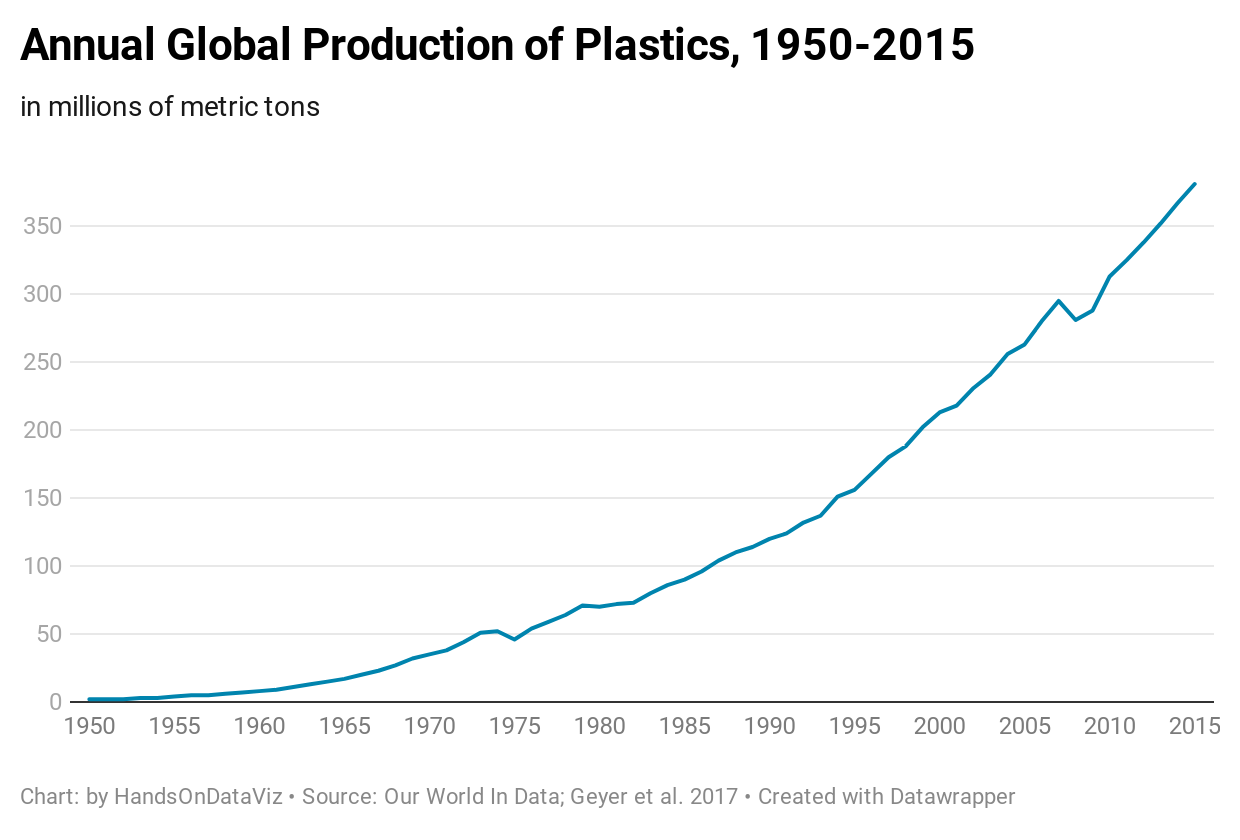 Annual Global Production of Plastics, 1950-2015
in millions of metric tons
350
300
250
200
150
100
50
0
1950 1955 1960 1965 1970 1975 1980 1985 1990 1995 2000 2005 2010 2015
Chart: by HandsOnDataViz • Source: Our World In Data; Geyer et al. 2017 • Created with Datawrapper